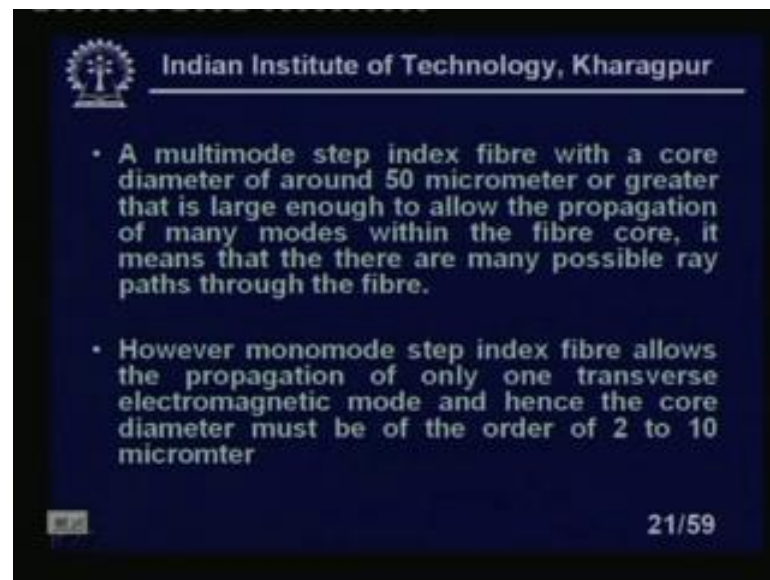 Indian Institute of Technology, Kharagpur
• A multimode step index fibre with a core
diameter of around 50 micrometer or greater
that is large enough to allow the propagation
of many modes within the fibre core, it
means that the there are many possible ray
paths through the fibre.
• However monomode step index fibre allows
the propagation of only one transverse
electromagnetic mode and hence the core
diameter must be of the order of 2 to 10
micromter
21/59